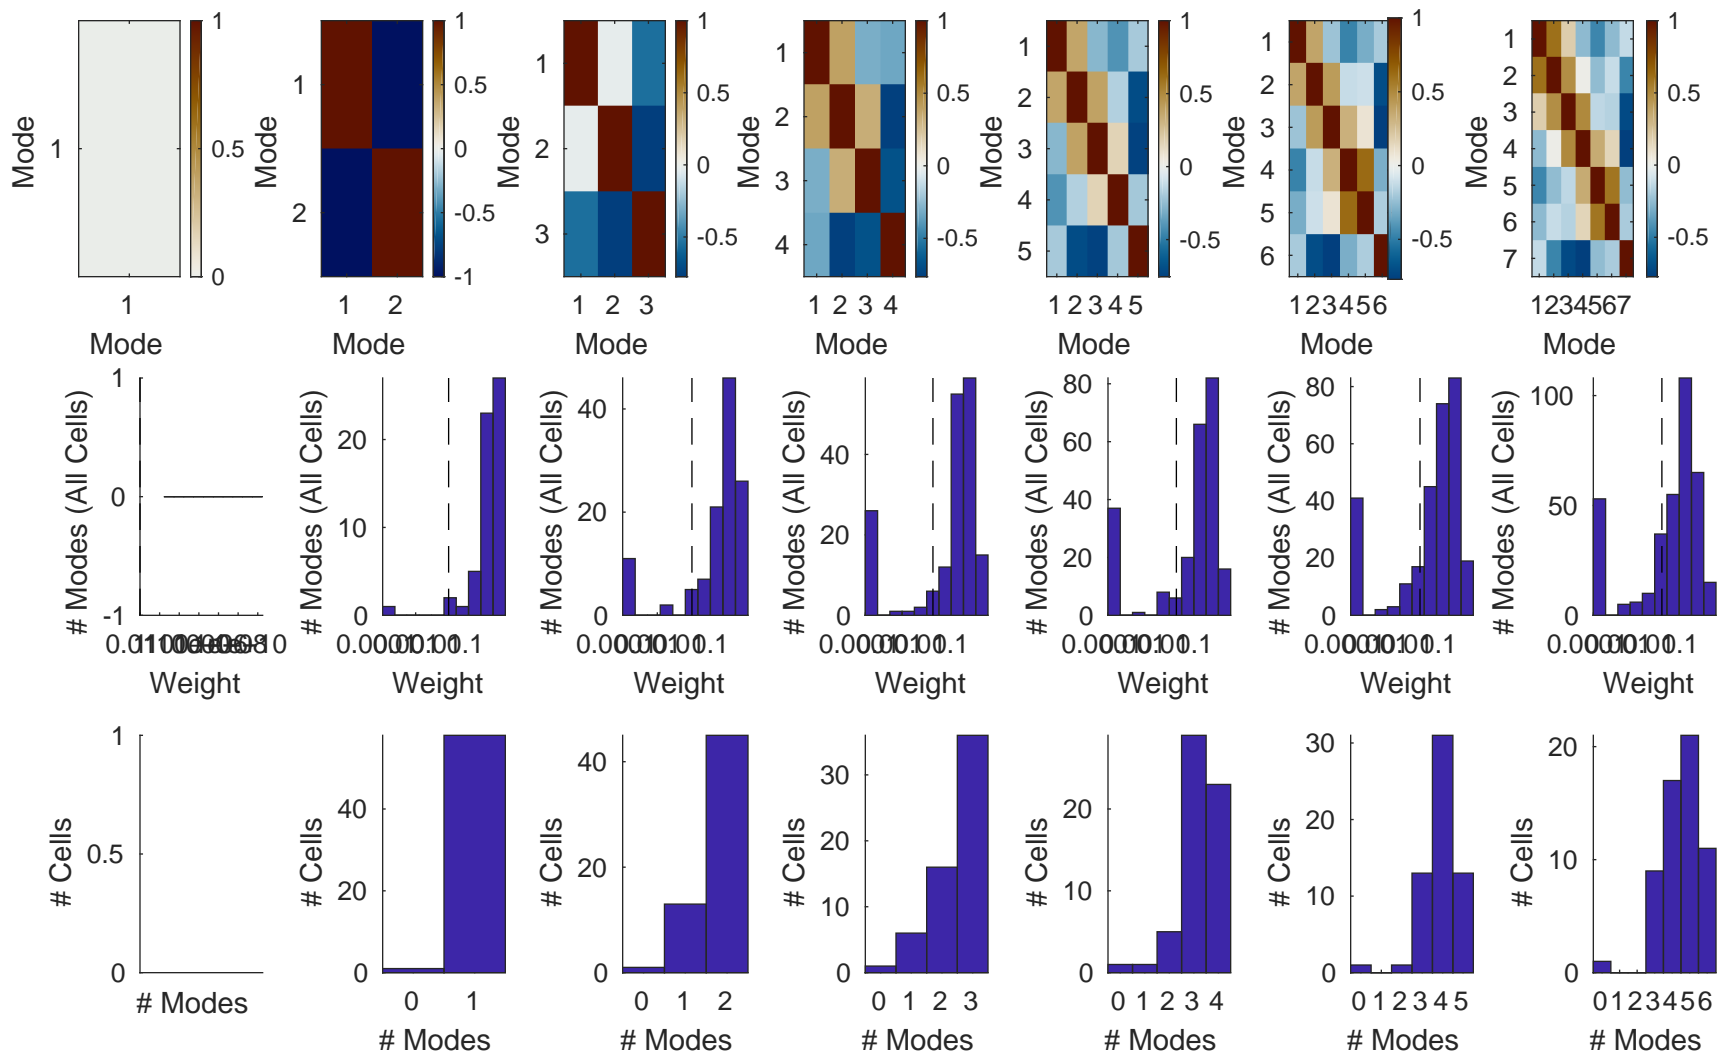 1 1 1 1 1 1 1
Mode 1 0.5 0
1
Mode
Mode 1 2 0.5 0 -0.5 -1
1 2
Mode
Mode 1 2 3 0.5 0 -0.5
1 2 3
Mode
Mode 1 2 3 4 0.5 0 -0.5
1 2 3 4
Mode
Mode 1 2 3 4 5 0.5 0 -0.5
1 2 3 4 5
Mode
Mode 1 2 3 4 5 6 0.5 0 -0.5
123456
Mode
Mode 1 2 3 4 5 6 7 0.5 0 -0.5
1234567
Mode
# Modes (All Cells) 1 0 -1
Weight
# Modes (All Cells) 20 10 0
Weight
# Modes (All Cells) 40 20 0
Weight
# Modes (All Cells) 40 20 0
Weight
# Modes (All Cells) 80 60 40 20 0
Weight
# Modes (All Cells) 80 60 40 20 0
Weight
# Modes (All Cells) 100 50 0
Weight
# Cells 1 0.5 0
# Modes
# Cells 40 20 0
0 1
# Modes
# Cells 40 20 0
0 1 2
# Modes
# Cells 30 20 10 0
0 1 2 3
# Modes
# Cells 20 10 0
0 1 2 3 4
# Modes
# Cells 30 20 10 0
0 1 2 3 4 5
# Modes
# Cells 20 10 0
0 1 2 3 4 5 6
# Modes